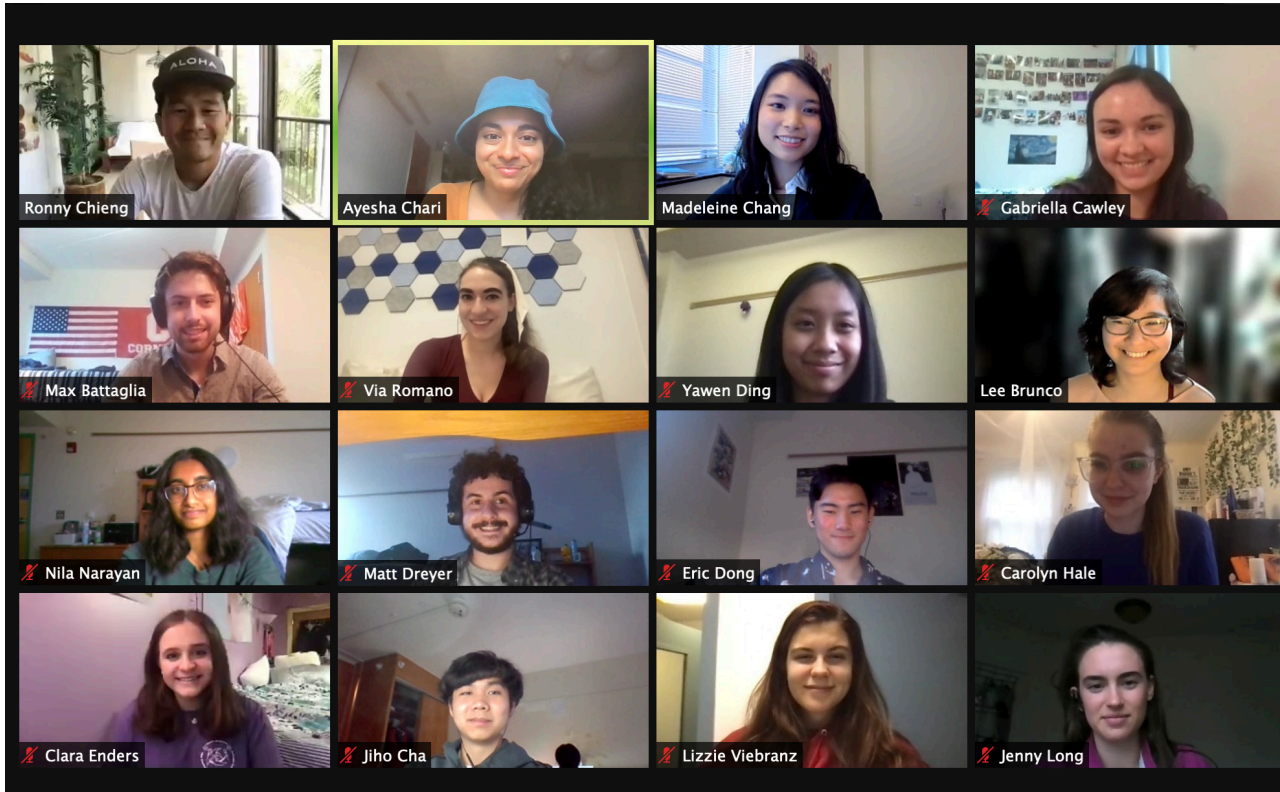 ALOHA
Ronny Chieng
Ayesha Chari
Madeleine Chang
Gabriella Cawley
Max Battaglia
Via Romano
Yawen Ding
Lee Brunco
Nila Narayan
Matt Dreyer
Eric Dong
Carolyn Hale
Clara Enders
Jiho Cha
Lizzie Viebranz
Jenny Long